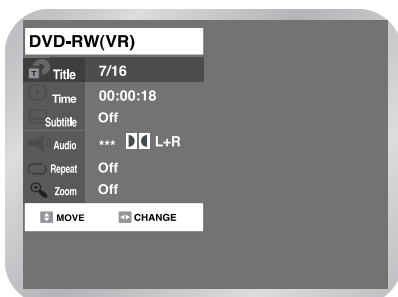 DVD-RW(VR)
T Title 7/16
Time 00:00:18
Subtitle Off
Audio *** L+R
Repeat Off
Zoom Off
MOVE CHANGE